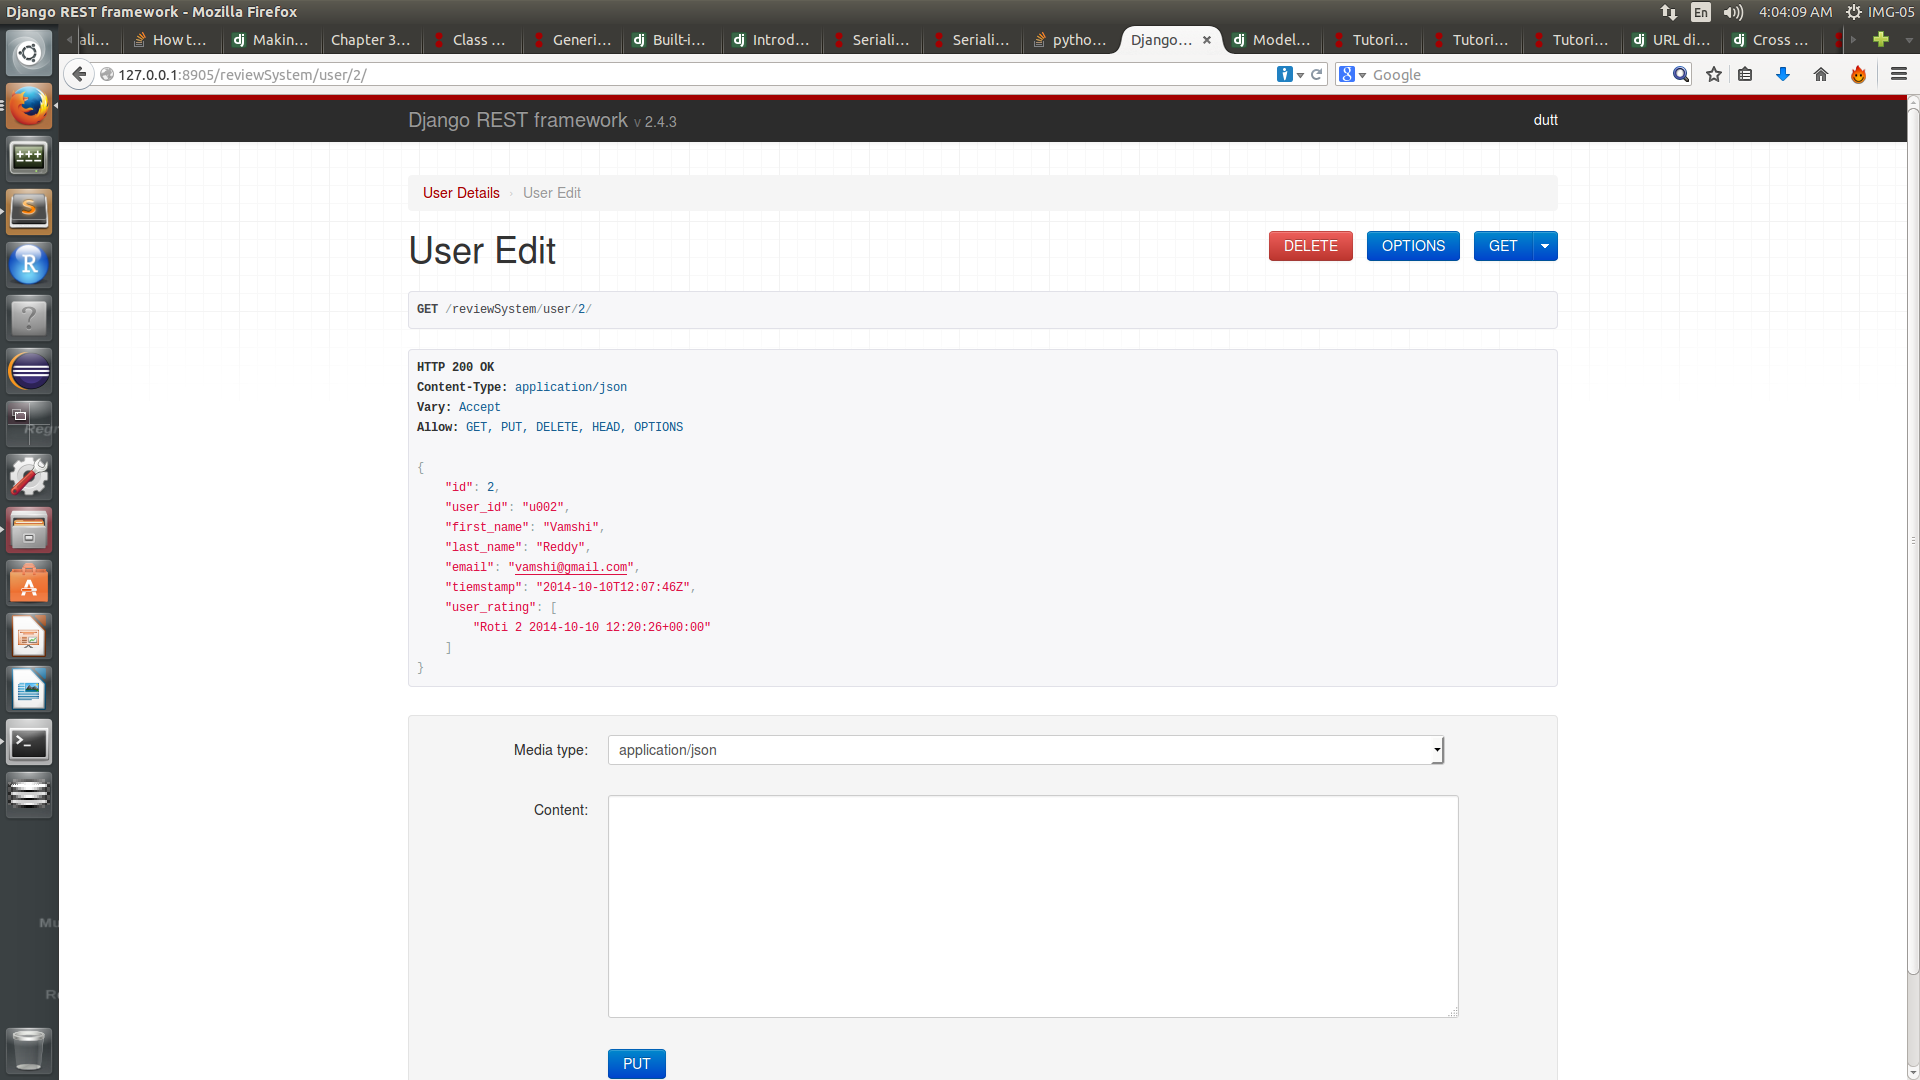 Django REST framework - Mozilla Firefox
En
4:04:09 AM
IMG-05
ali...
How t...
Makin...
Chapter 3...
Class ...
Generi...
Built-i...
Introd...
Seriali...
Seriali...
pytho...
Django...
Model...
Tutori...
Tutori...
Tutori...
URL di...
Cross ...
127.0.0.1:8905/reviewSystem/user/2/
Google
Django REST framework v 2.4.3
dutt
User Details
User Edit
User Edit
DELETE
OPTIONS
GET
GET /reviewSystem/user/2/
HTTP 200 OK
Content-Type: application/json
Vary: Accept
Allow: GET, PUT, DELETE, HEAD, OPTIONS
{
"id": 2,
"user_id": "u002",
"first_name": "Vamshi",
"last_name": "Reddy",
"email": "vamshi@gmail.com",
"tiemstamp": "2014-10-10T12:07:46Z",
"user_rating": [
"Roti 2 2014-10-10 12:20:26+00:00"
]
}
Media type:
application/json
Content:
PUT